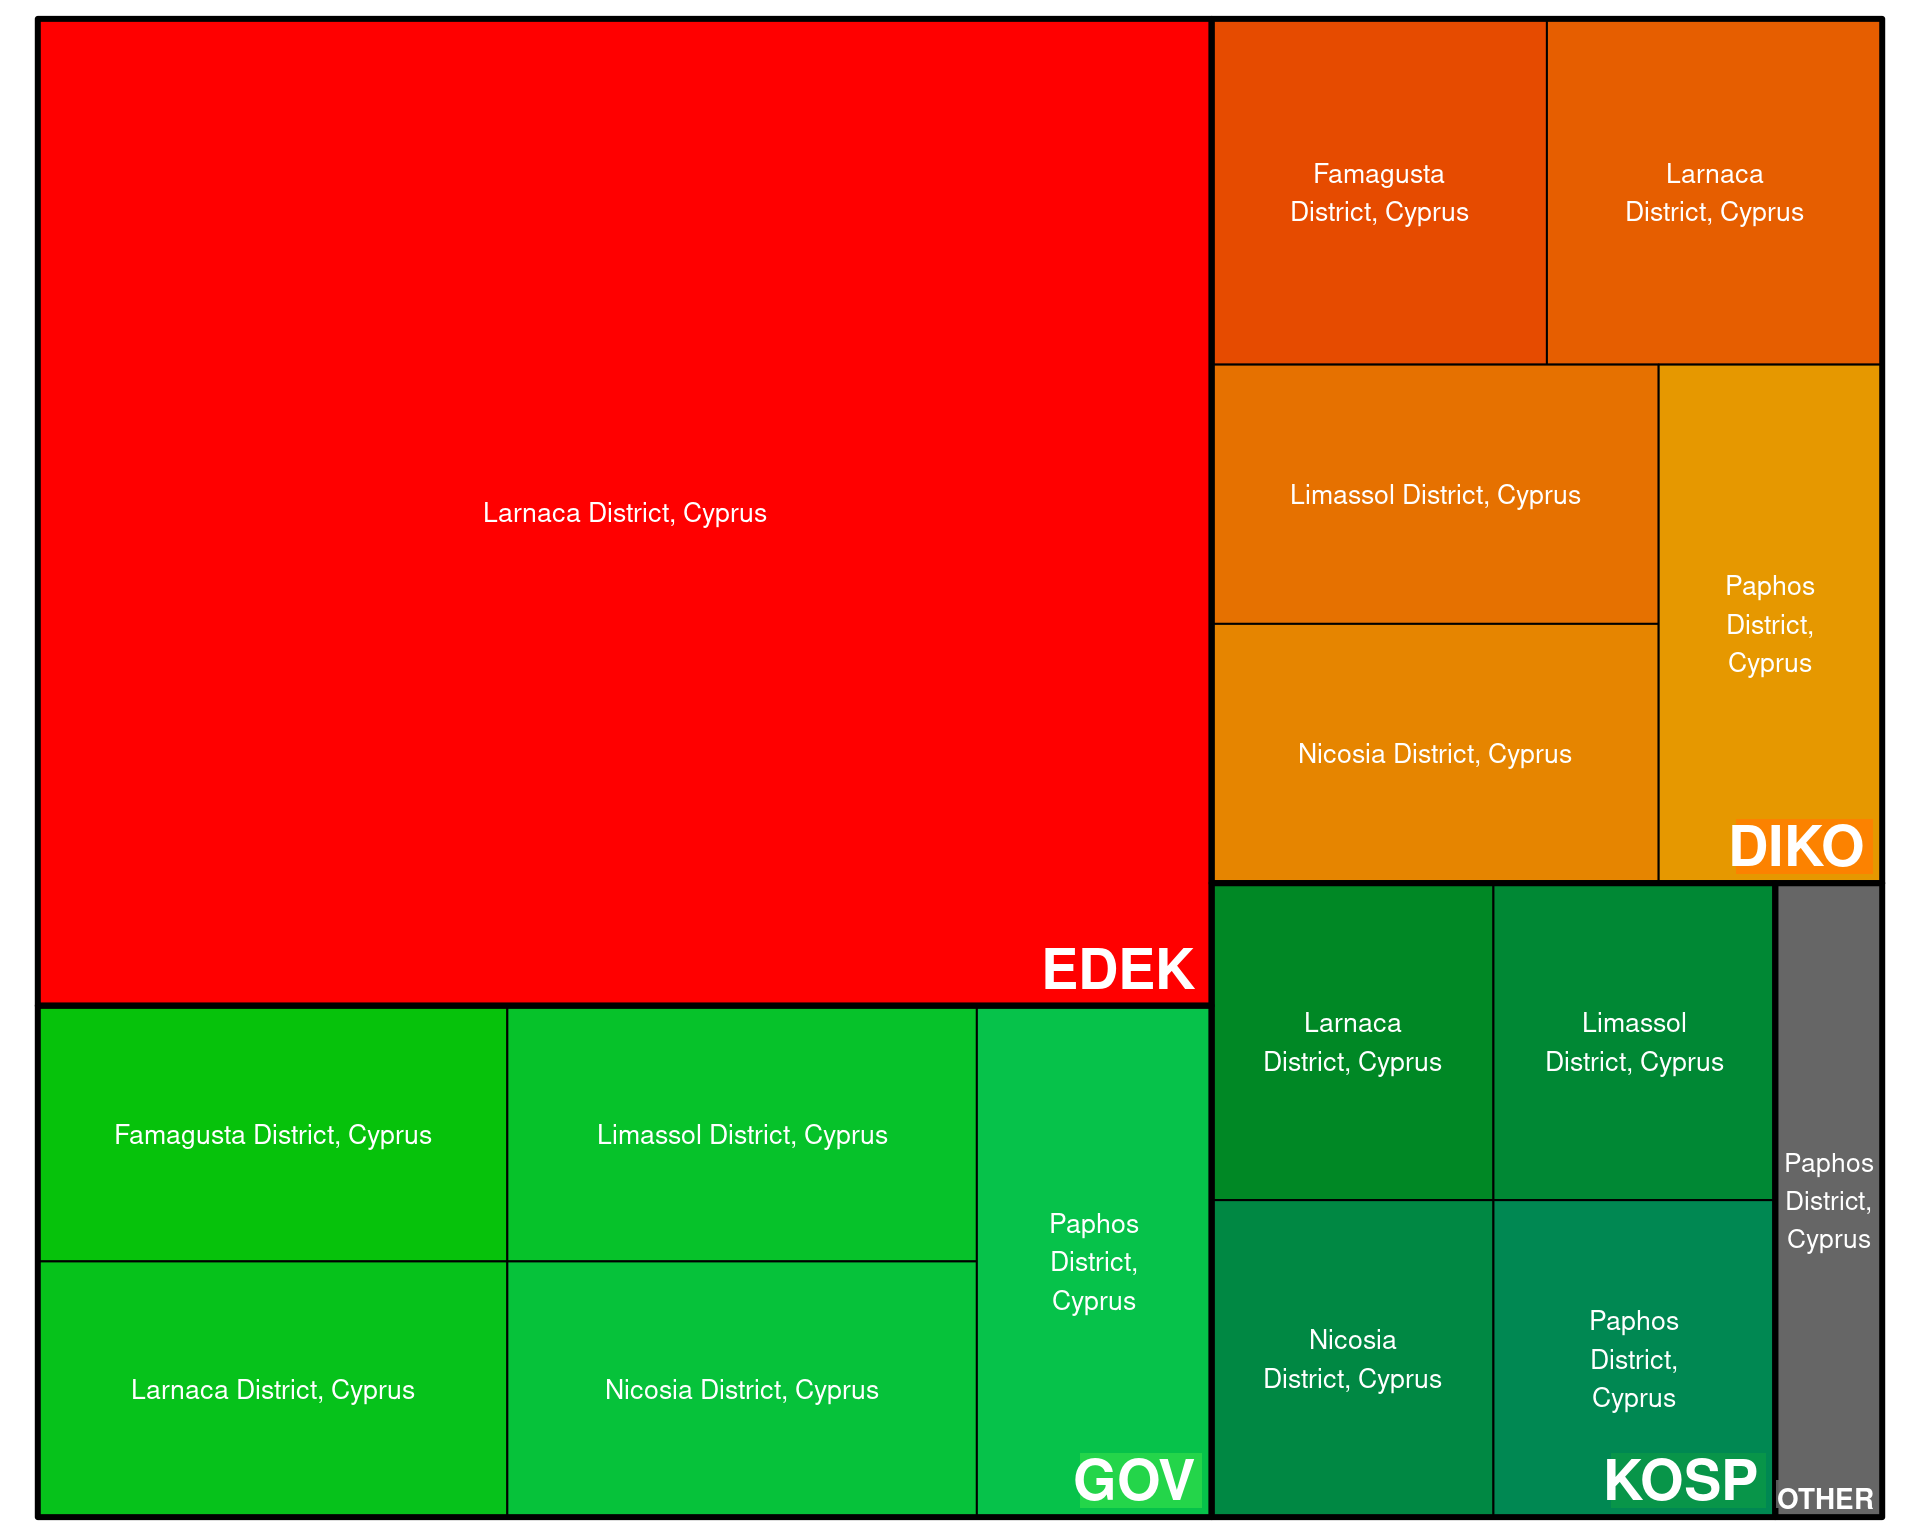 Larnaca District, Cyprus
EDEK
Famagusta
District, Cyprus
Larnaca
District, Cyprus
Limassol District, Cyprus
Nicosia District, Cyprus
Paphos
District,
Cyprus
DIKO
Famagusta District, Cyprus
Limassol District, Cyprus
Larnaca District, Cyprus
Nicosia District, Cyprus
Paphos
District,
Cyprus
GOV
Larnaca
District, Cyprus
Limassol
District, Cyprus
Nicosia
District, Cyprus
Paphos
District,
Cyprus
KOSP
Paphos
District,
Cyprus
OTHER